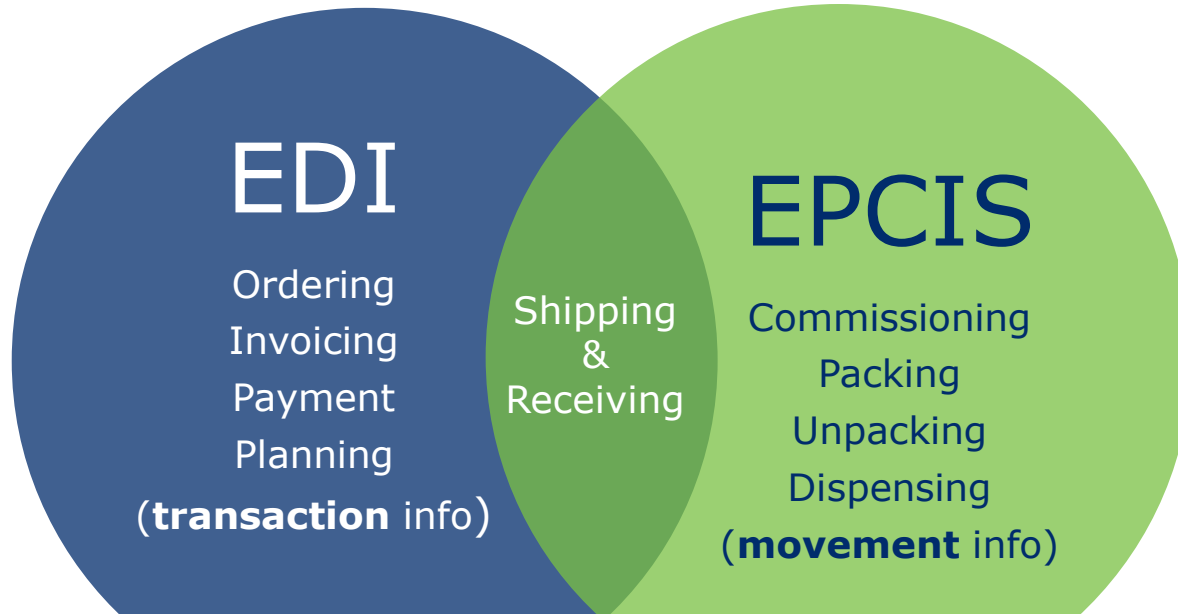 EDI
Ordering
Invoicing
Payment
Planning
(transaction info)
Shipping
&
Receiving
EPCIS
Commissioning
Packing
Unpacking
Dispensing
(movement info)